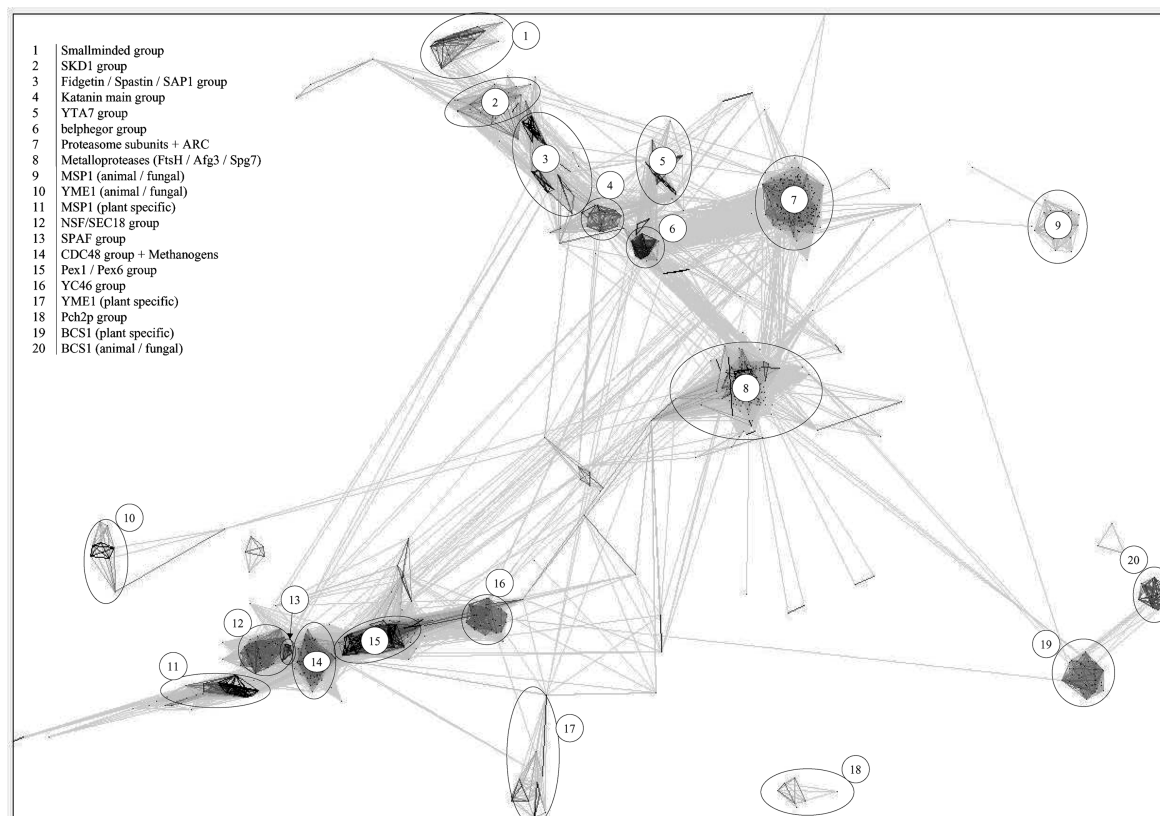 1 Smallminded group
2 SKD1 group
3 Fidgetin / Spastin / SAP1 group
4 Katanin main group
5 YTA7 group
6 belphegor group
7 Proteasome subunits + ARC
8 Metalloproteases (FtsH / Afg3 / Spg7)
9 MSP1 (animal / fungal)
10 YME1 (animal / fungal)
11 MSP1 (plant specific)
12 NSF/SEC18 group
13 SPAF group
14 CDC48 group + Methanogens
15 Pex1 / Pex6 group
16 YC46 group
17 YME1 (plant specific)
18 Pch2p group
19 BCS1 (plant specific)
20 BCS1 (animal / fungal)
1
2
3
4
5
6
7
8
9
10
11
12
13
14
15
16
17
18
19
20